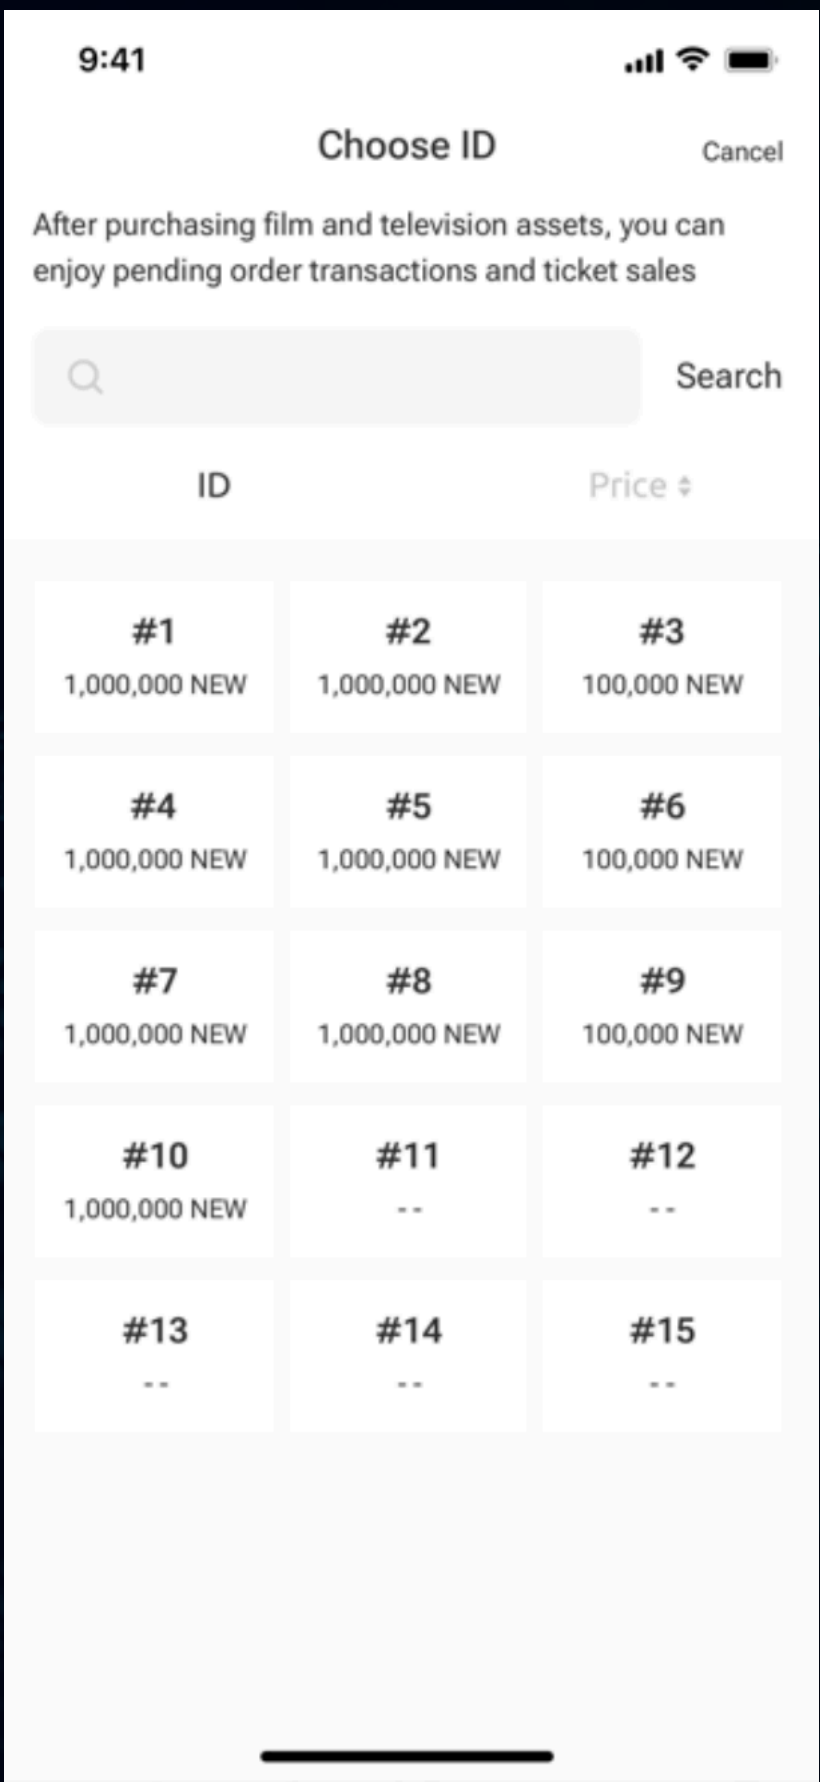 9:41
Choose ID
Cancel
After purchasing film and television assets, you can
enjoy pending order transactions and ticket sales
Search
ID Price
#1 #2 #3
1,000,000 NEW 1,000,000 NEW 100,000 NEW
#4 #5 #6
1,000,000 NEW 1,000,000 NEW 100,000 NEW
#7 #8 #9
1,000,000 NEW 1,000,000 NEW 100,000 NEW
#10 #11 #12
1,000,000 NEW -- --
#13 #14 #15
-- -- --